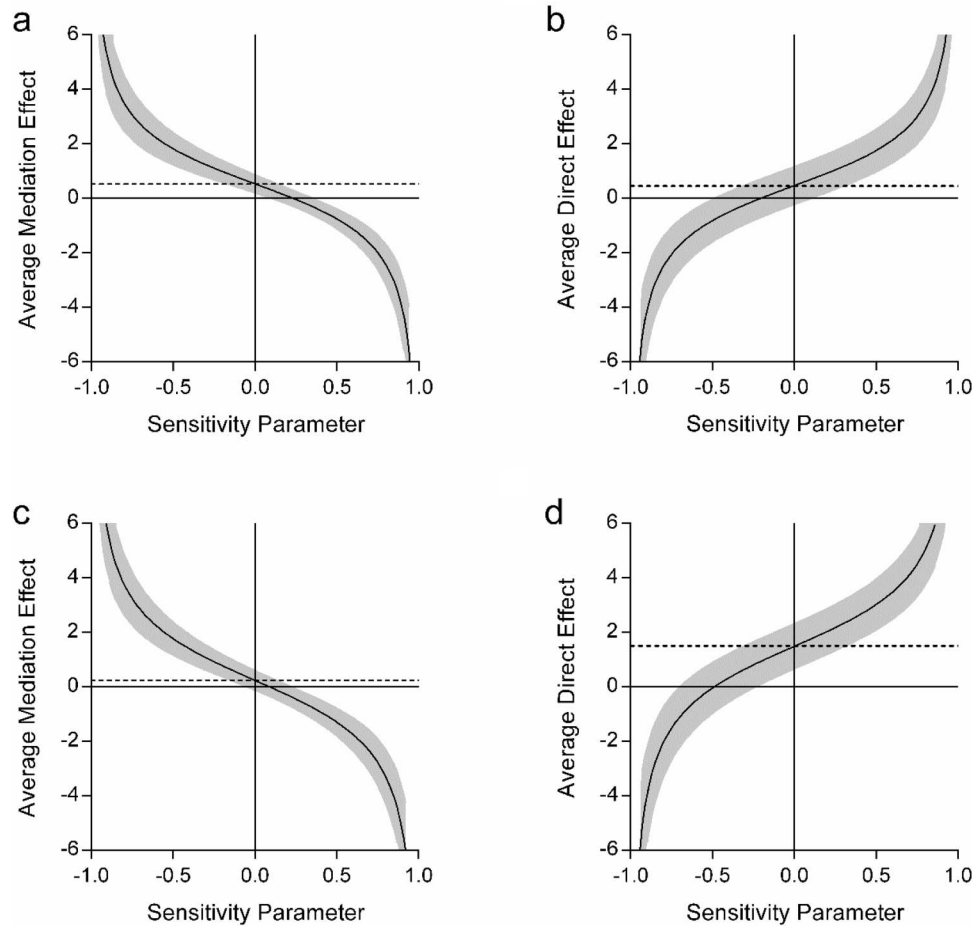 a
Average Mediation Effect
6
4
2
0
-2
-4
-6
-1.0 -0.5 0.0 0.5 1.0
Sensitivity Parameter
b
Average Direct Effect
6
4
2
0
-2
-4
-6
-1.0 -0.5 0.0 0.5 1.0
Sensitivity Parameter
c
Average Mediation Effect
6
4
2
0
-2
-4
-6
-1.0 -0.5 0.0 0.5 1.0
Sensitivity Parameter
d
Average Direct Effect
6
4
2
0
-2
-4
-6
-1.0 -0.5 0.0 0.5 1.0
Sensitivity Parameter